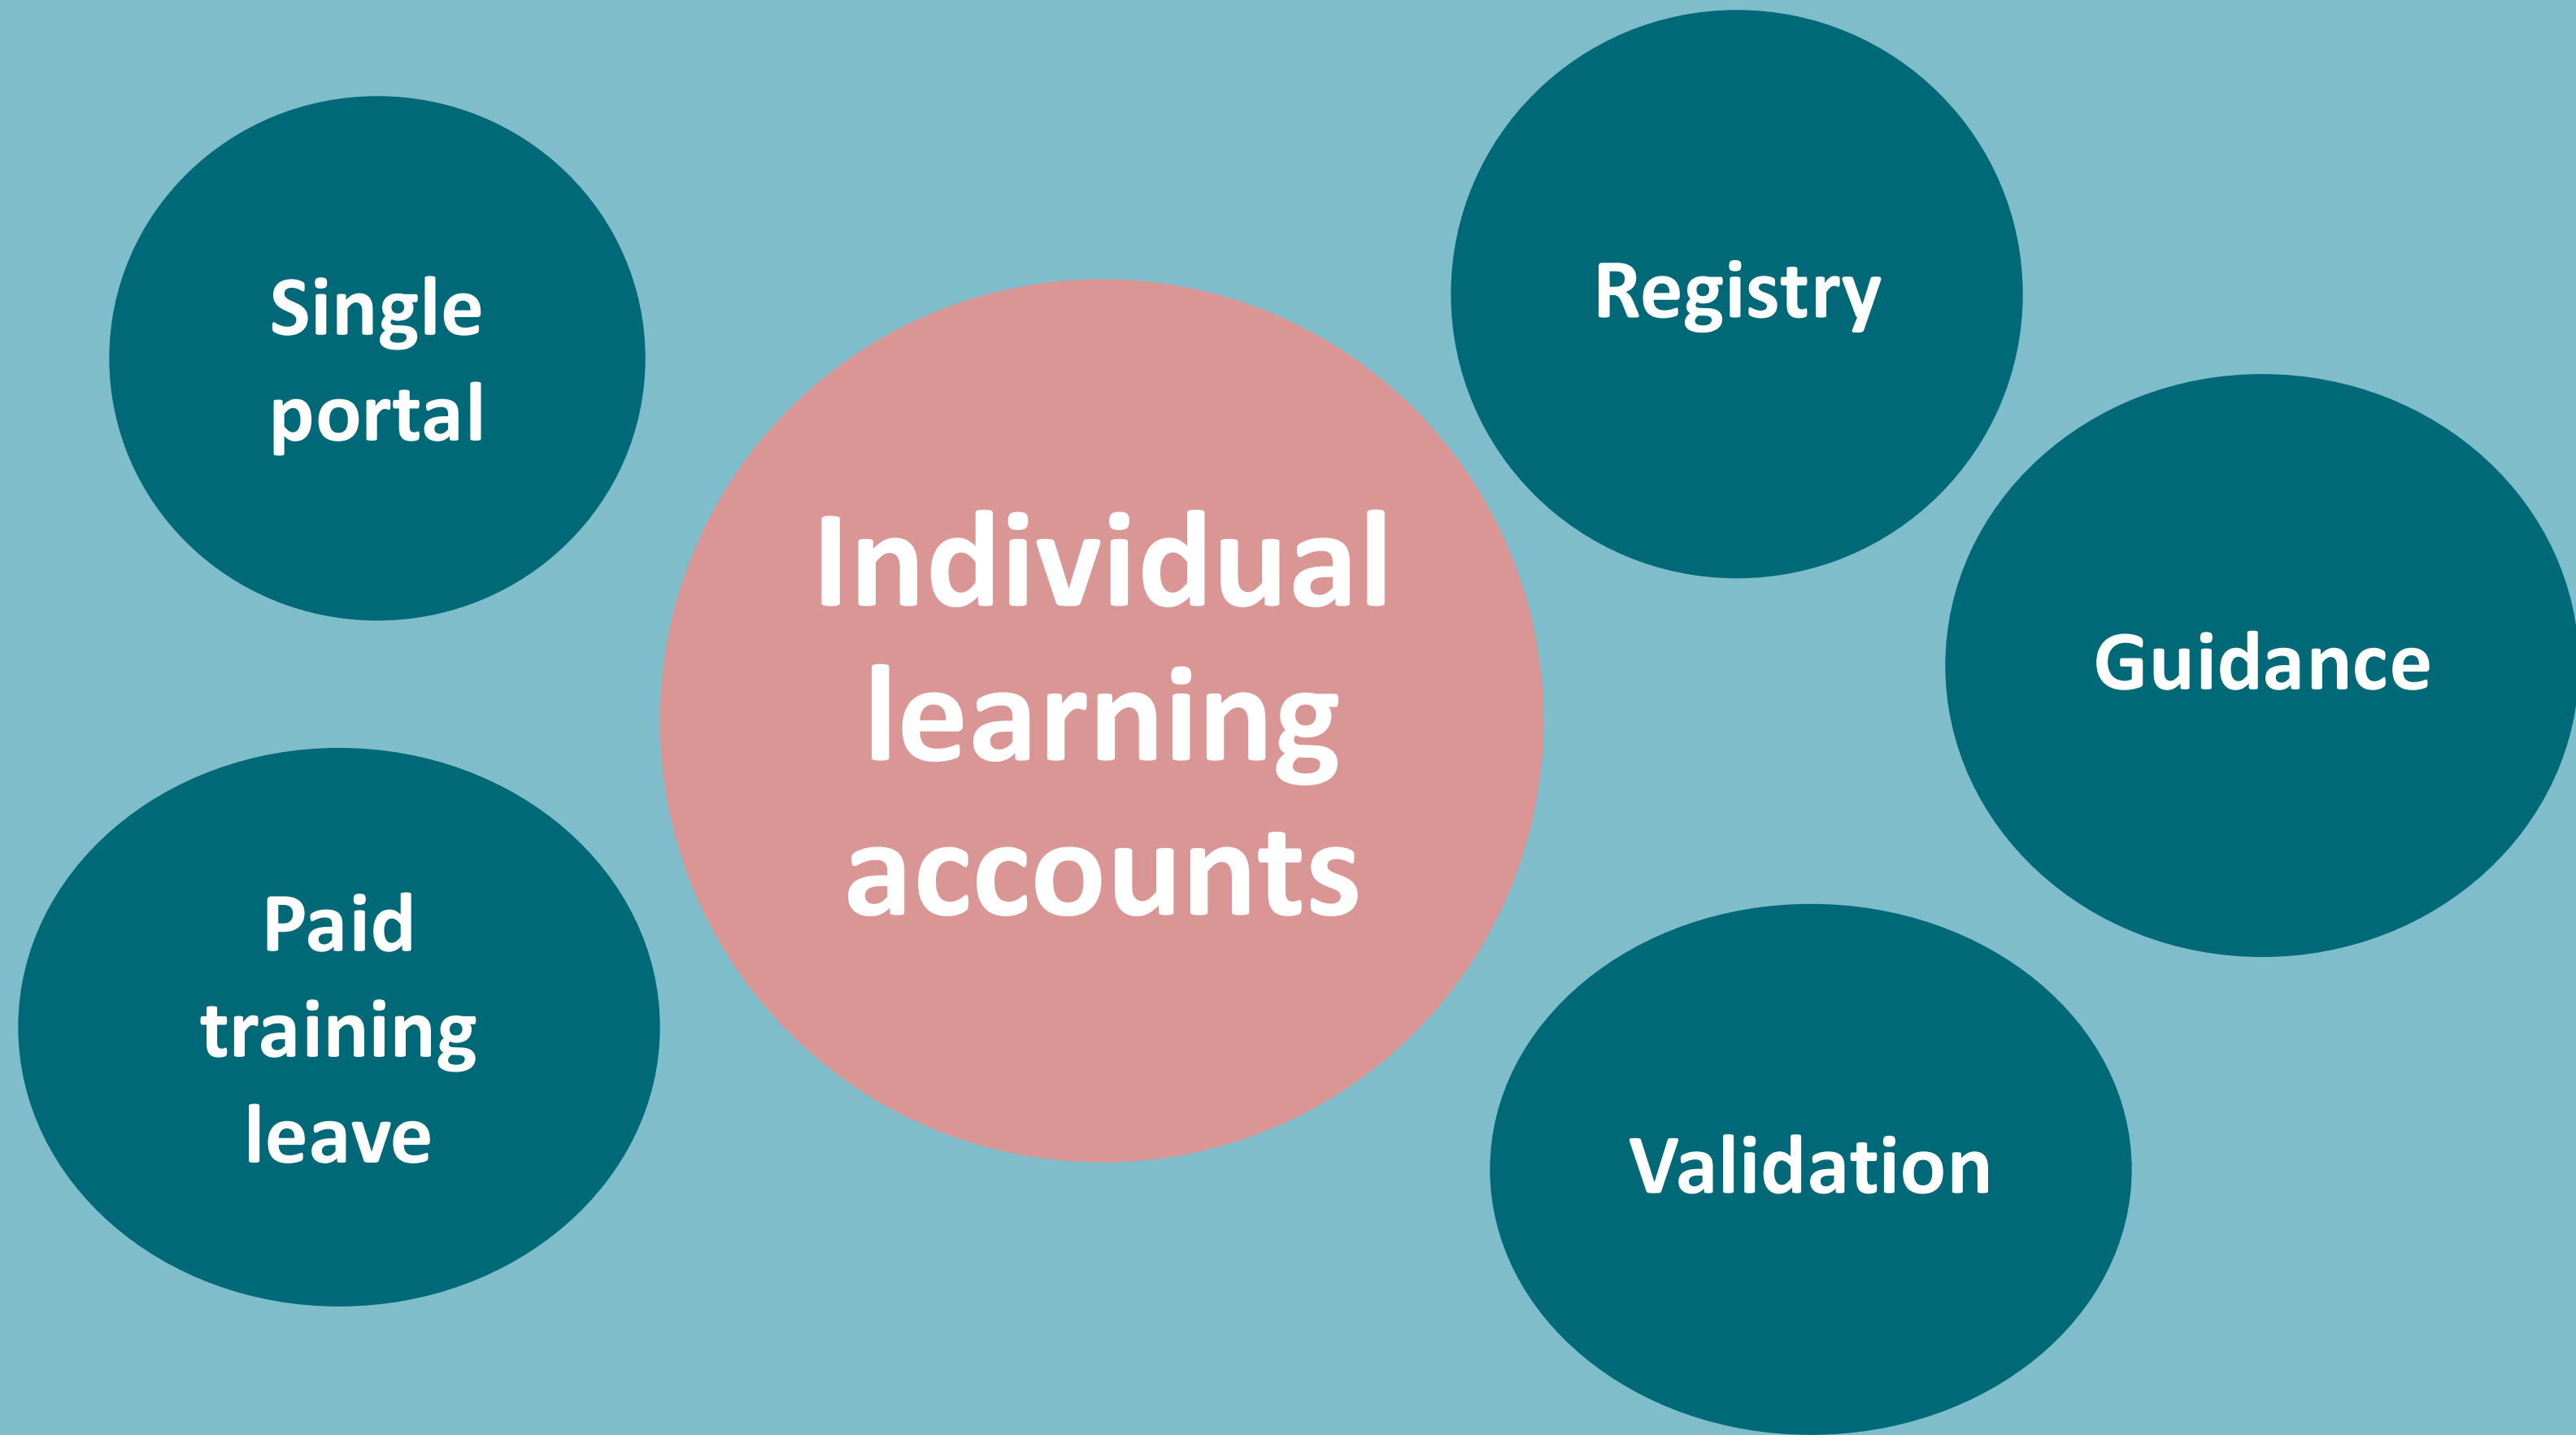 Single
portal
Paid
training
leave
Individual
learning
accounts
Registry
Guidance
Validation